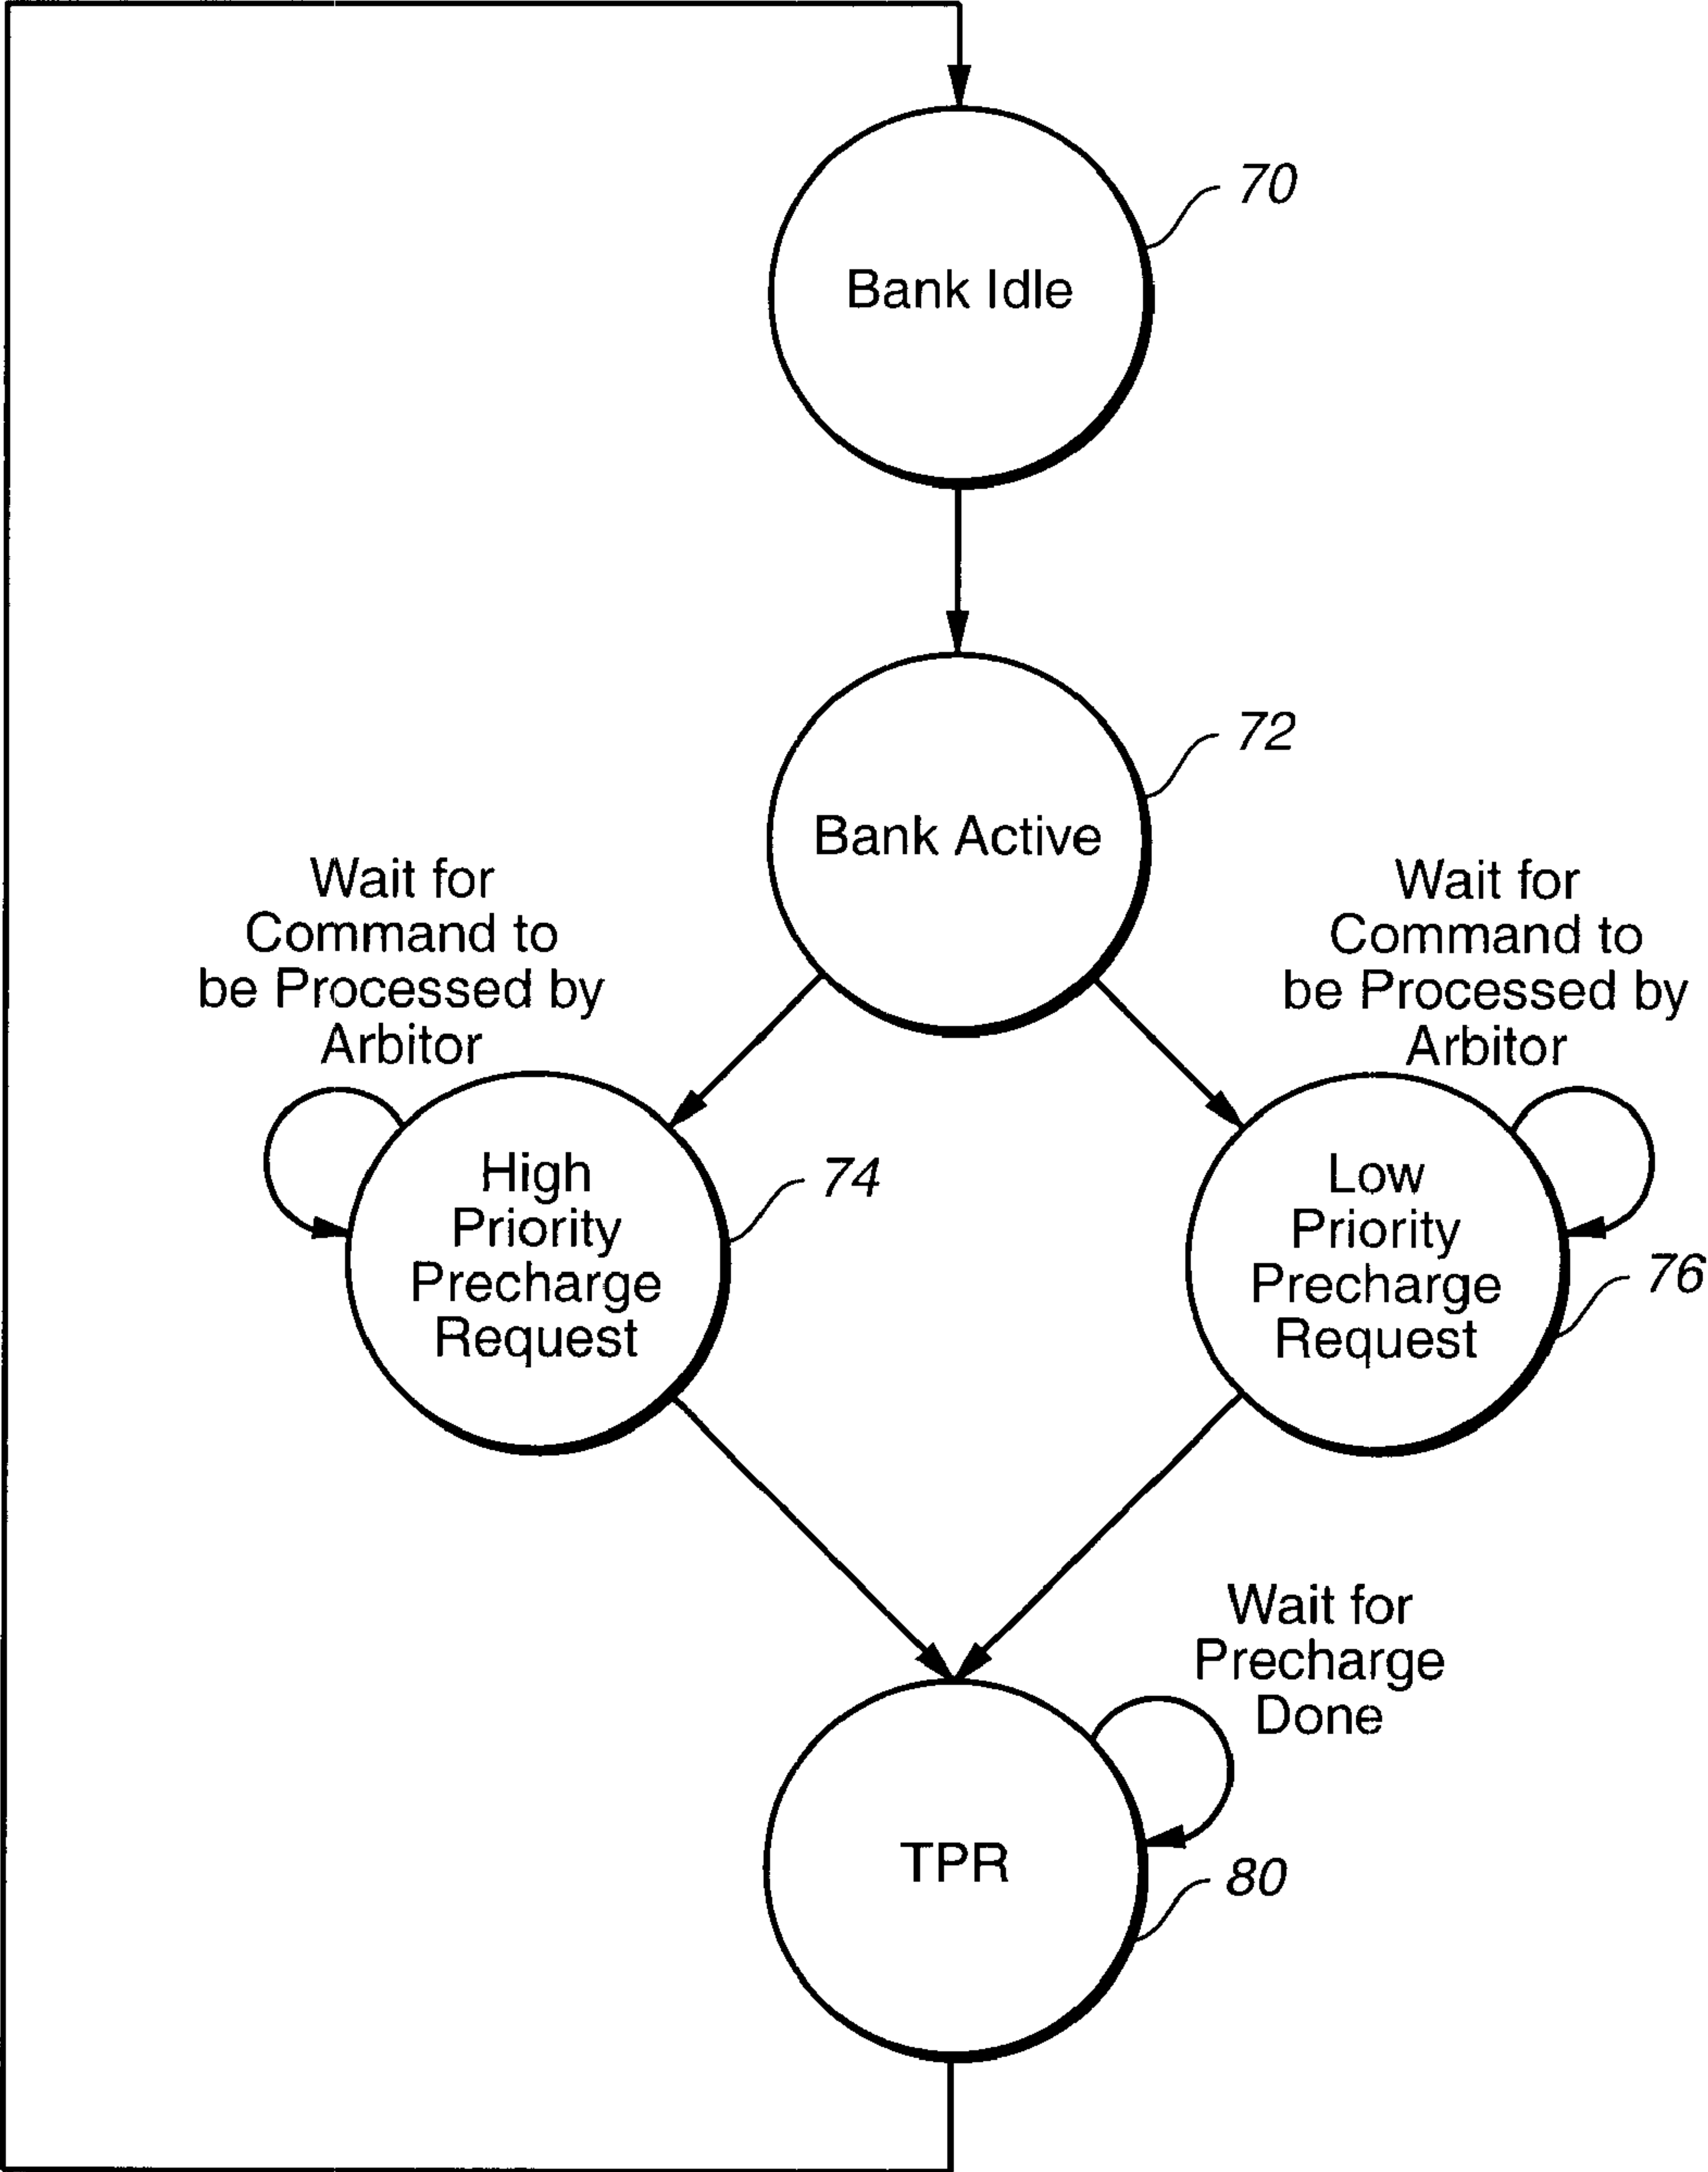 70
Bank Idle
72
Bank Active
Wait for
Command to
be Processed by
Arbitor
Wait for
Command to
be Processed by
Arbitor
High
Priority
Precharge
Request
74
Low
Priority
Precharge
Request
76
Wait for
Precharge
Done
TPR
80